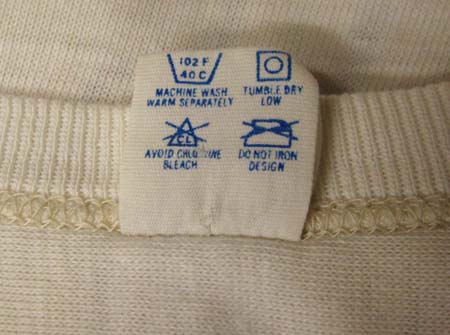 102 F
40 C
MACHINE WASH
WARM SEPARATELY
TUMBLE DRY
LOW
CL
AVOID CHLORINE
BLEACH
DO NOT IRON
DESIGN